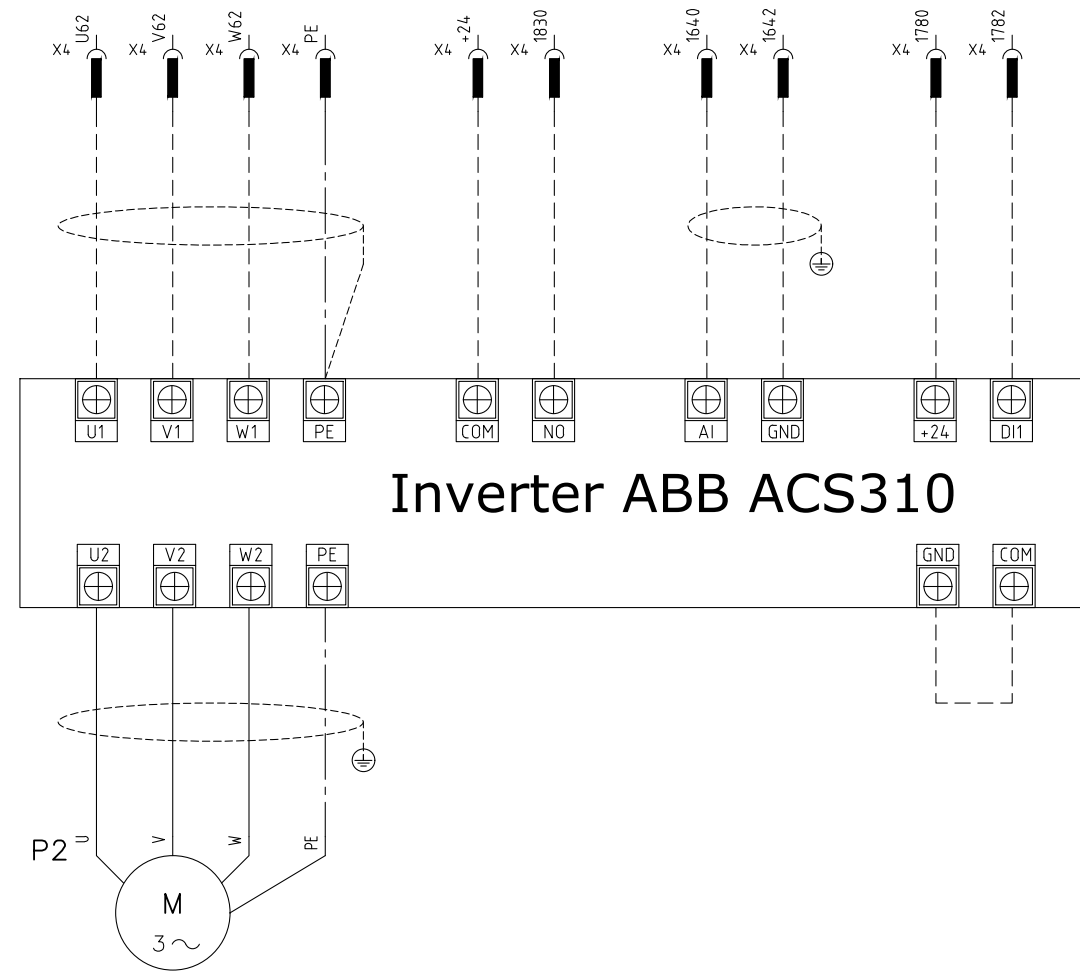 X4 U62 X4 V62 X4 W62 X4 PE X4 +24 X4 1830 X4 1640 X4 1642 X4 1780 X4 1782
U1 V1 W1 PE COM NO AI GND +24 DI1
Inverter ABB ACS310
U2 V2 W2 PE GND COM
P2 U V W PE
M
3~